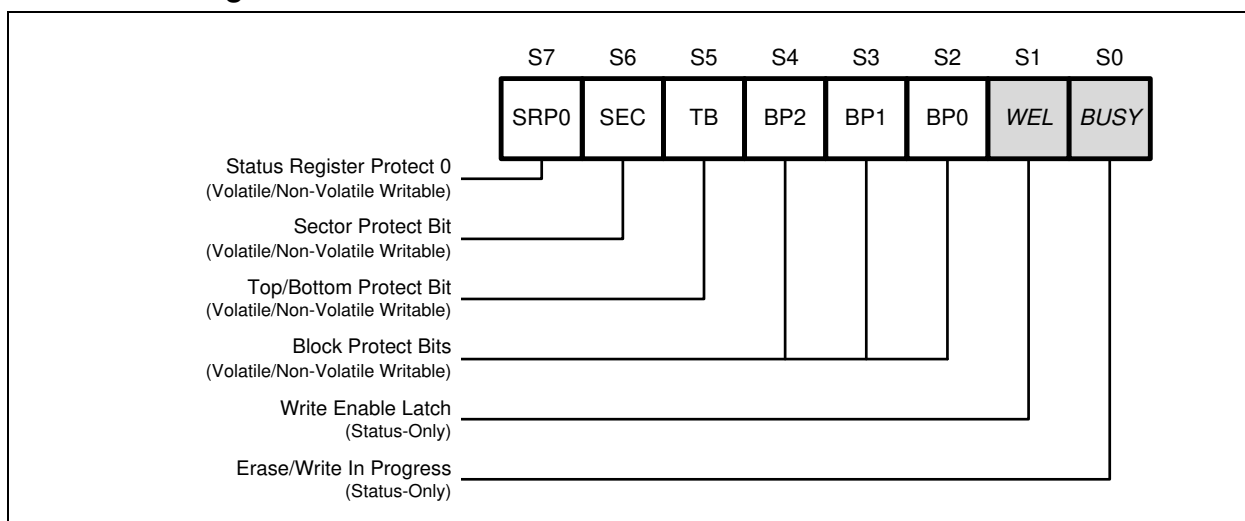 S7 S6 S5 S4 S3 S2 S1 S0
SRP0 SEC TB BP2 BP1 BP0 WEL BUSY
Status Register Protect 0
(Volatile/Non-Volatile Writable)
Sector Protect Bit
(Volatile/Non-Volatile Writable)
Top/Bottom Protect Bit
(Volatile/Non-Volatile Writable)
Block Protect Bits
(Volatile/Non-Volatile Writable)
Write Enable Latch
(Status-Only)
Erase/Write In Progress
(Status-Only)